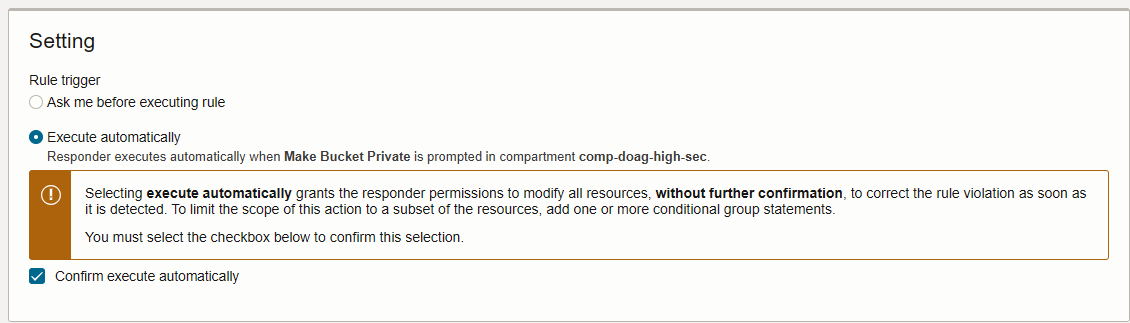 Setting
Rule trigger
Ask me before executing rule
Execute automatically
Responder executes automatically when Make Bucket Private is prompted in compartment comp-doag-high-sec.
Selecting execute automatically grants the responder permissions to modify all resources, without further confirmation, to correct the rule violation as soon as
it is detected. To limit the scope of this action to a subset of the resources, add one or more conditional group statements.
You must select the checkbox below to confirm this selection.
Confirm execute automatically